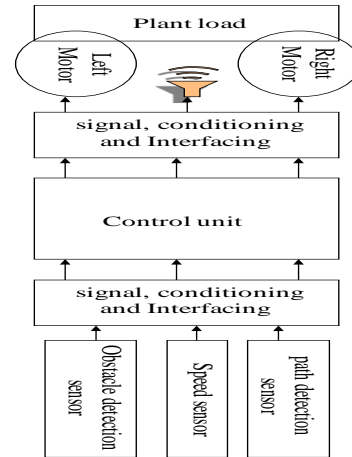 Plant load
Left
Motor
Right
Motor
signal, conditioning
and Interfacing
Control unit
signal, conditioning
and Interfacing
Obstacle detection
sensor
Speed sensor
path detection
sensor